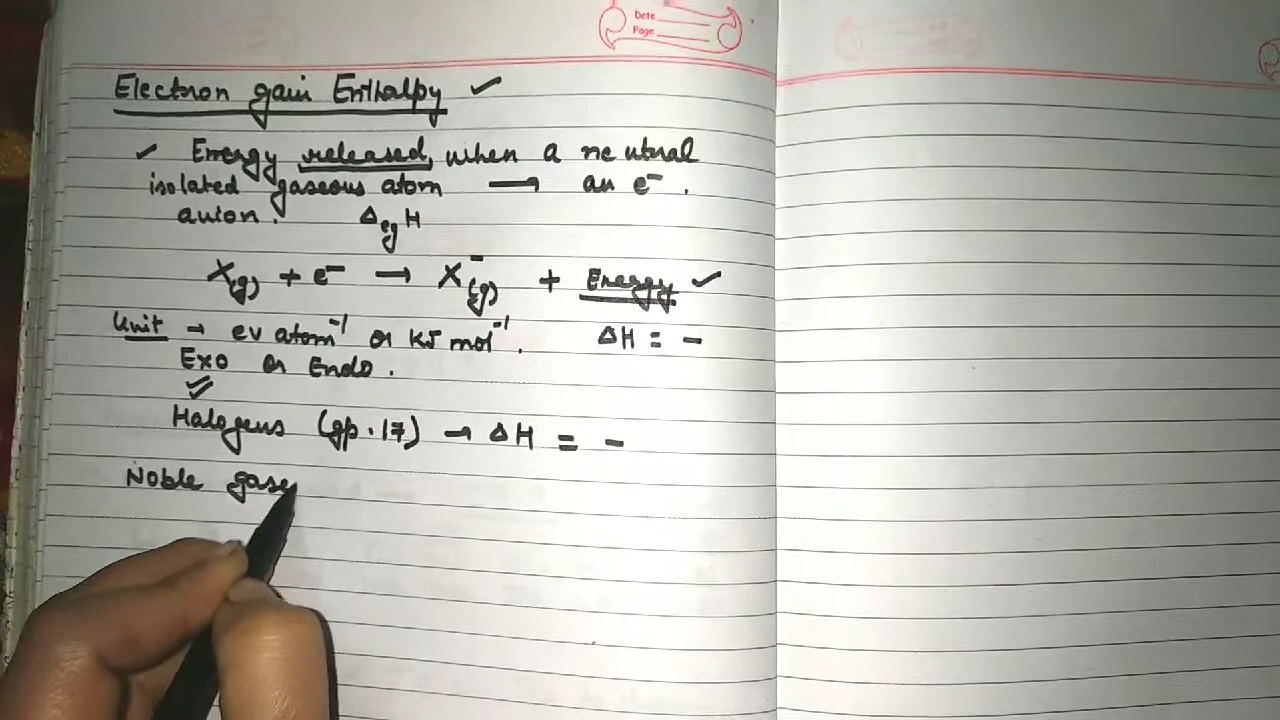 Date
Page
Electron gain Enthalpy ✓
✓ Energy released, when a neutral
isolated gaseous atom → an e⁻.
anion. ΔegH
X(g) + e⁻ → X⁻(g) + Energy ✓
Unit → ev atom⁻¹ or KJ mol⁻¹. ΔH = -
Exo or Endo.
Halogens (gp.17) → ΔH = -
Noble gase